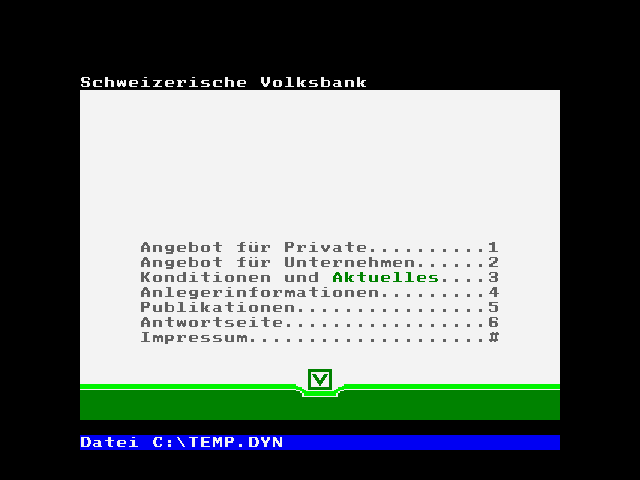 Schweizerische Volksbank
Angebot für Private..........1
Angebot für Unternehmen......2
Konditionen und Aktuelles....3
Anlegerinformationen.........4
Publikationen................5
Antwortseite.................6
Impressum....................#
V
Datei C:\TEMP.DYN